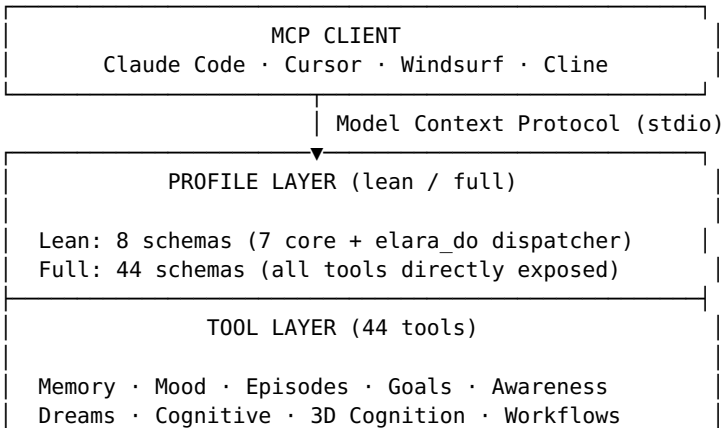 MCP CLIENT
Claude Code · Cursor · Windsurf · Cline
Model Context Protocol (stdio)
PROFILE LAYER (lean / full)
Lean: 8 schemas (7 core + elara_do dispatcher)
Full: 44 schemas (all tools directly exposed)
TOOL LAYER (44 tools)
Memory · Mood · Episodes · Goals · Awareness
Dreams · Cognitive · 3D Cognition · Workflows